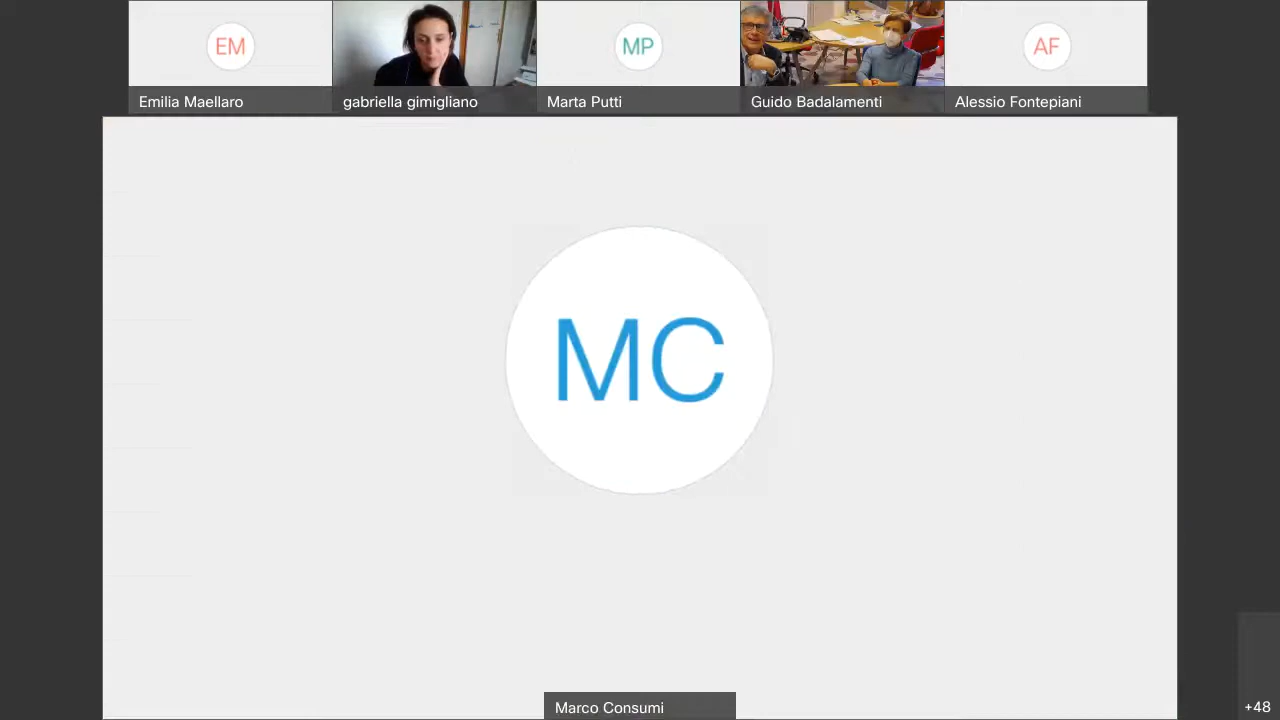 EM
MP
AF
Emilia Maellaro
gabriella gimigliano
Marta Putti
Guido Badalamenti
Alessio Fontepiani
MC
Marco Consumi
+48